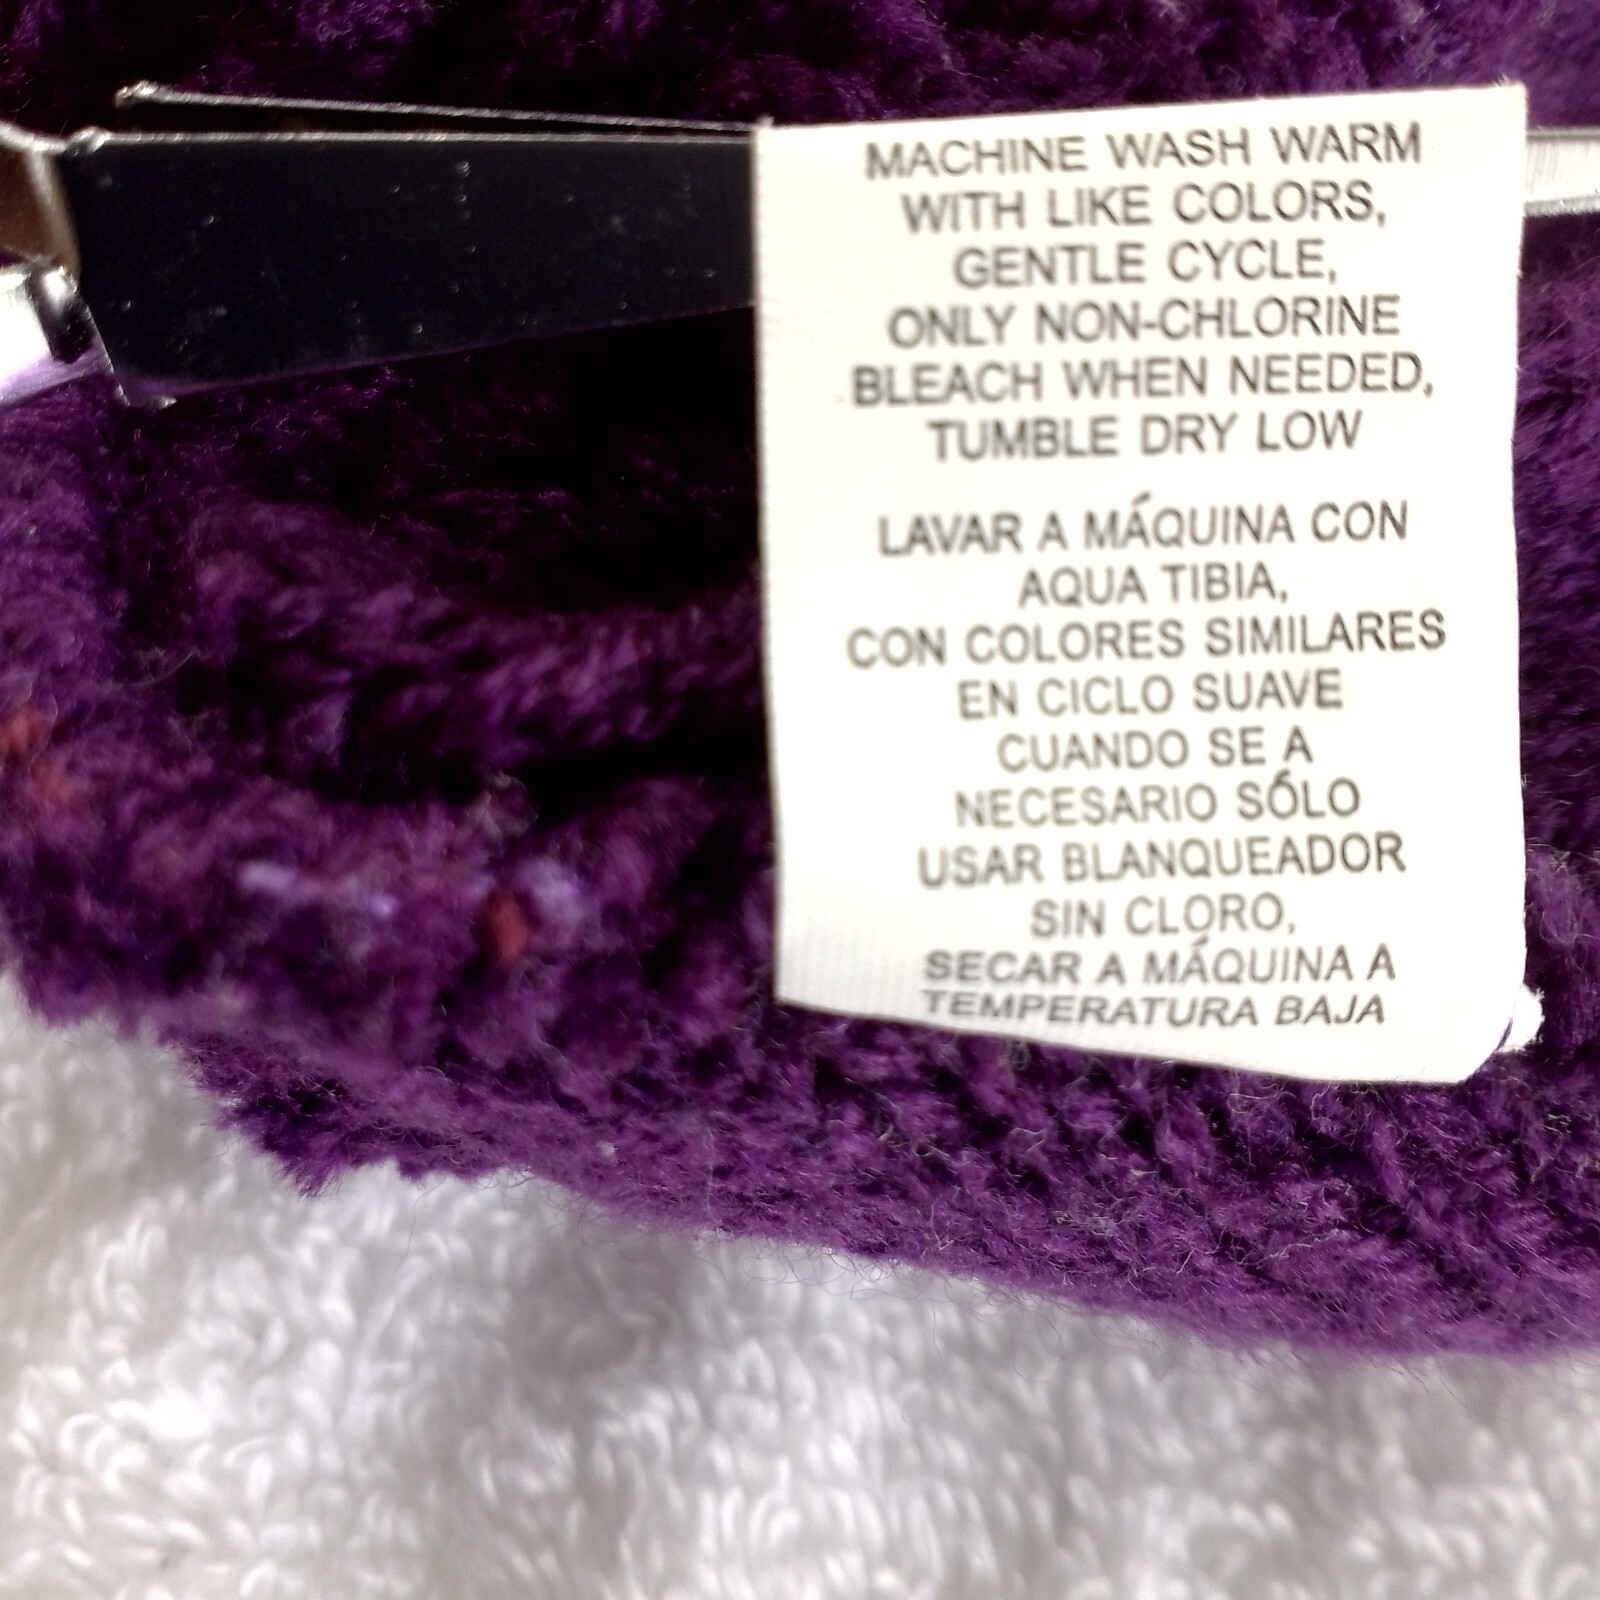 MACHINE WASH WARM
WITH LIKE COLORS,
GENTLE CYCLE,
ONLY NON-CHLORINE
BLEACH WHEN NEEDED,
TUMBLE DRY LOW
LAVAR A MÁQUINA CON
AQUA TIBIA,
CON COLORES SIMILARES
EN CICLO SUAVE
CUANDO SE A
NECESARIO SÓLO
USAR BLANQUEADOR
SIN CLORO,
SECAR A MÁQUINA A
TEMPERATURA BAJA